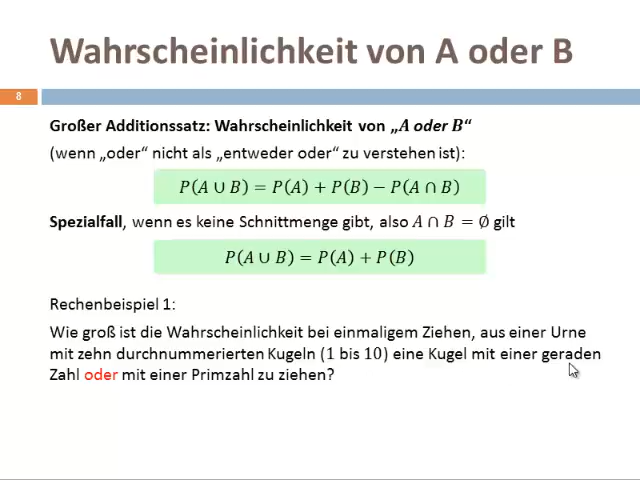 Wahrscheinlichkeit von A oder B
8
Großer Additionssatz: Wahrscheinlichkeit von „A oder B“
(wenn „oder“ nicht als „entweder oder“ zu verstehen ist):
P(A ∪ B) = P(A) + P(B) − P(A ∩ B)
Spezialfall, wenn es keine Schnittmenge gibt, also A ∩ B = ∅ gilt
P(A ∪ B) = P(A) + P(B)
Rechenbeispiel 1:
Wie groß ist die Wahrscheinlichkeit bei einmaligem Ziehen, aus einer Urne
mit zehn durchnummerierten Kugeln (1 bis 10) eine Kugel mit einer geraden
Zahl oder mit einer Primzahl zu ziehen?